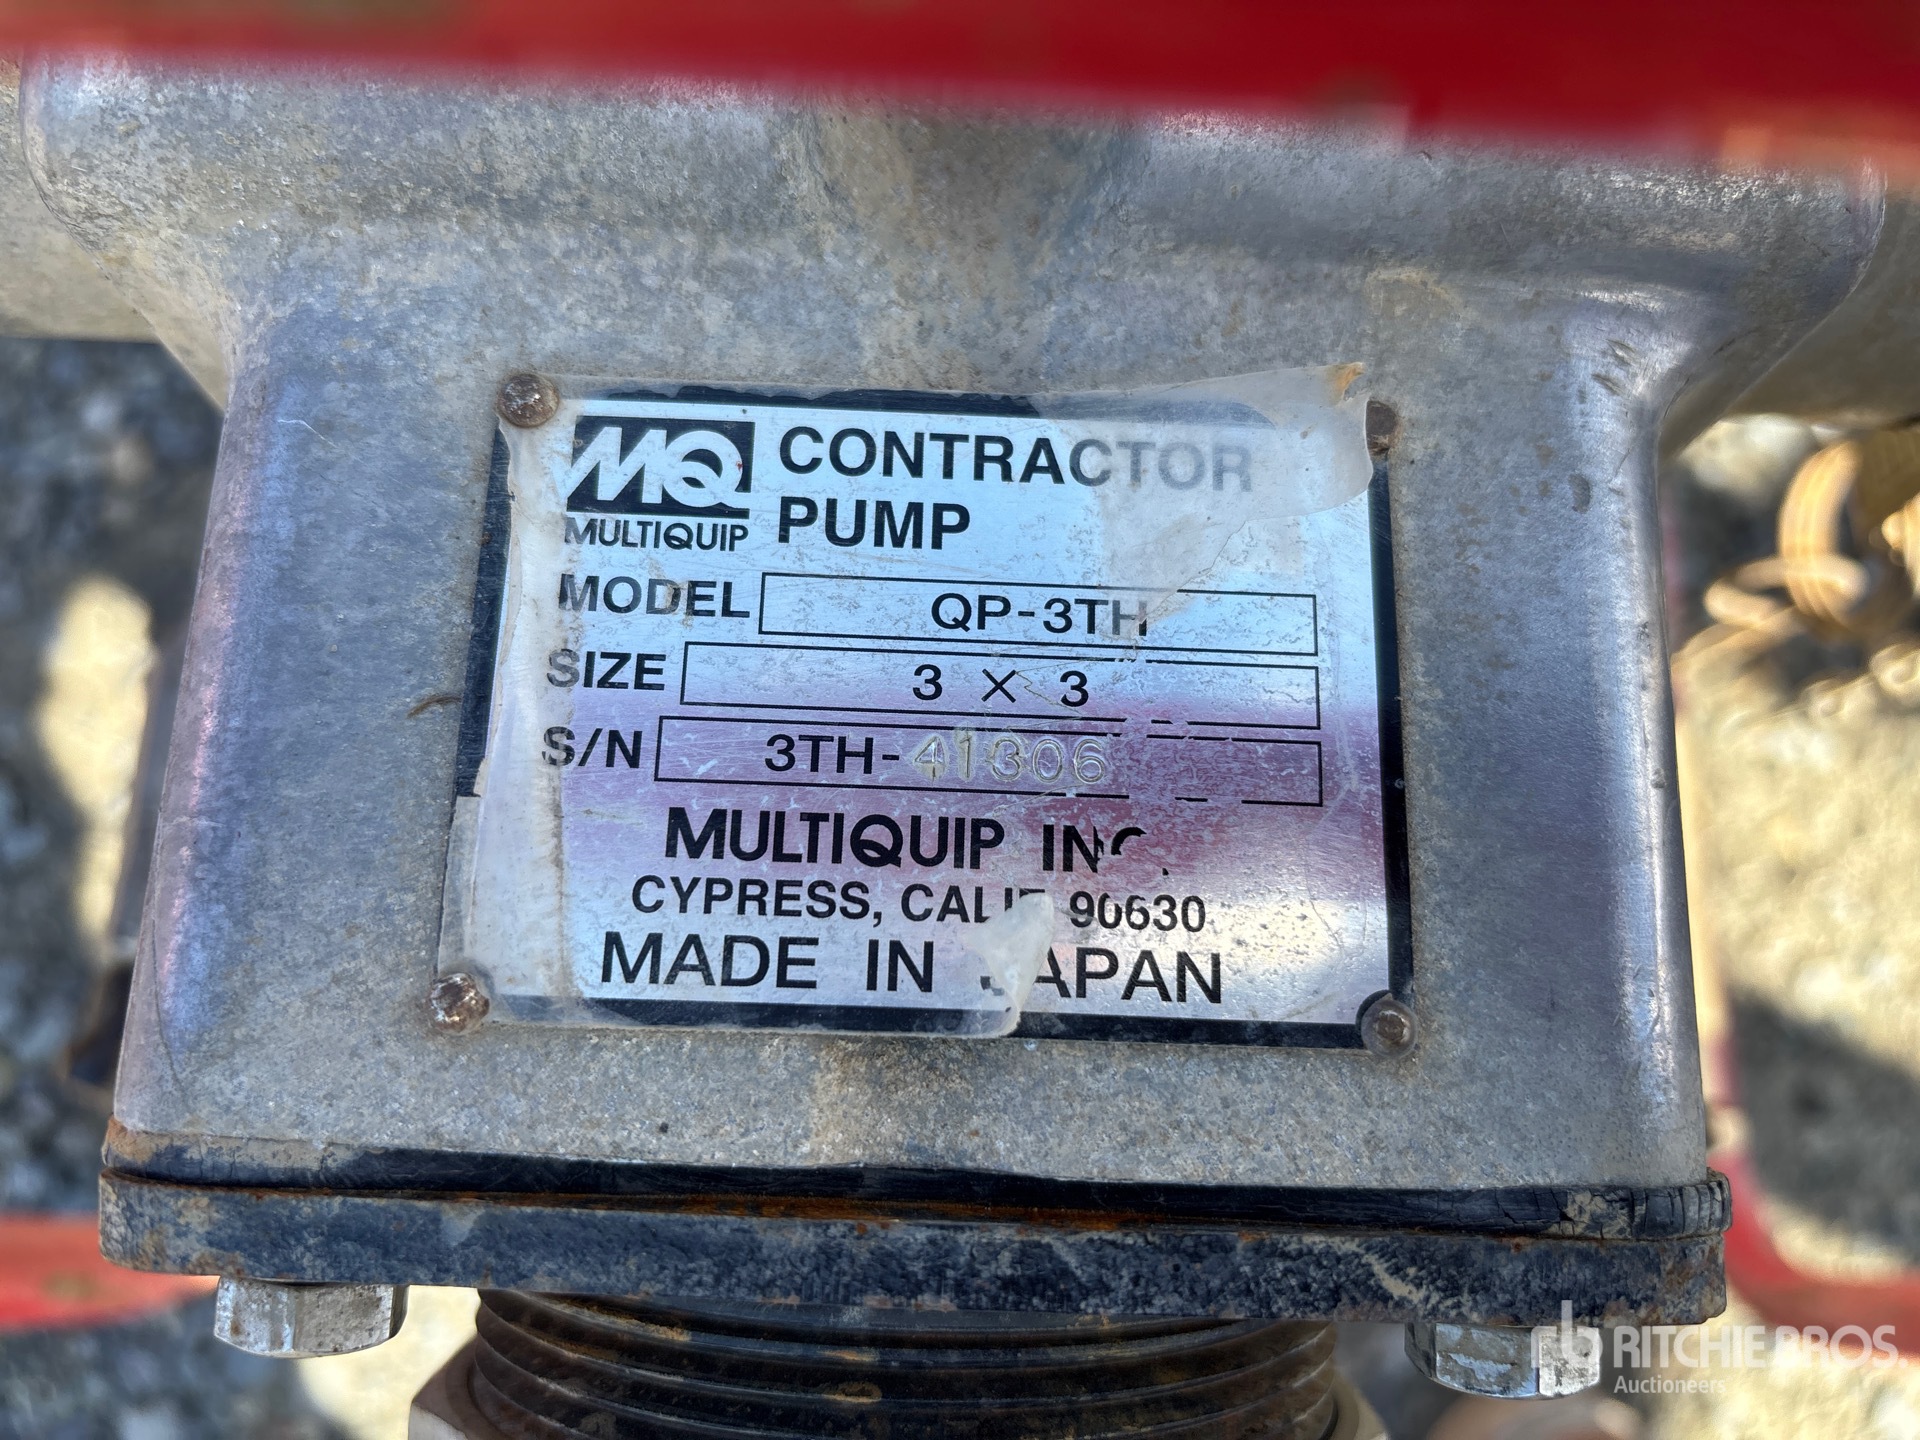 MQ CONTRACTOR
MULTIQUIP PUMP
MODEL QP-3TH
SIZE 3 × 3
S/N 3TH-41306
MULTIQUIP INC.
CYPRESS, CALIF 90630
MADE IN JAPAN
rb RITCHIE BROS.
Auctioneers